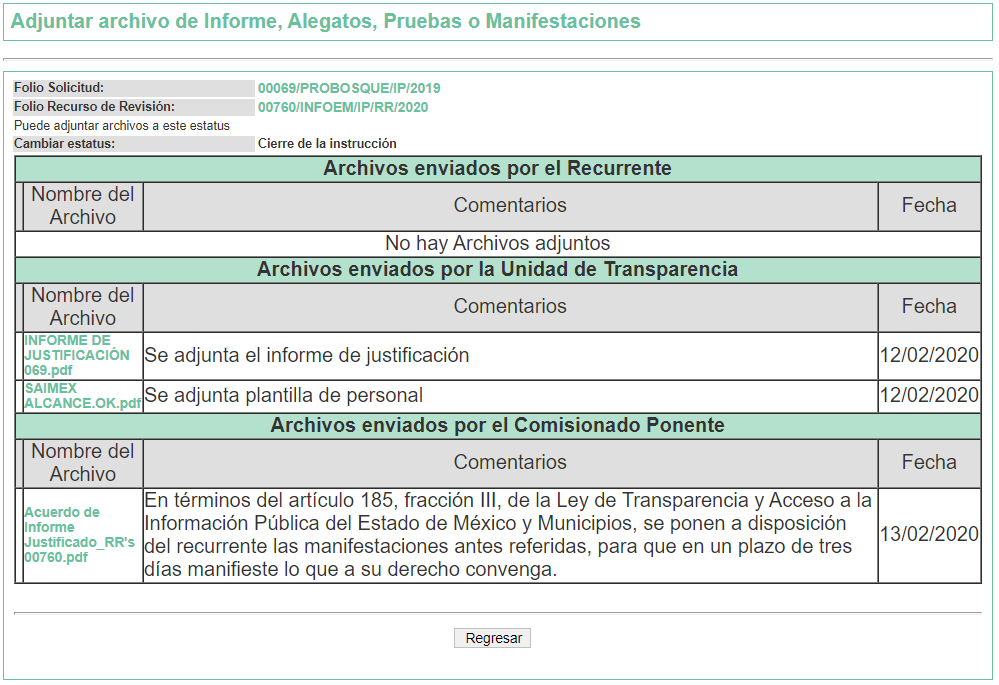 Adjuntar archivo de Informe, Alegatos, Pruebas o Manifestaciones
Folio Solicitud: 00069/PROBOSQUE/IP/2019
Folio Recurso de Revisión: 00760/INFOEM/IP/RR/2020
Puede adjuntar archivos a este estatus
Cambiar estatus: Cierre de la instrucción
Archivos enviados por el Recurrente
Nombre del
Archivo
Comentarios
Fecha
No hay Archivos adjuntos
Archivos enviados por la Unidad de Transparencia
Nombre del
Archivo
Comentarios
Fecha
INFORME DE
JUSTIFICACIÓN
069.pdf
Se adjunta el informe de justificación
12/02/2020
SAIMEX
ALCANCE.OK.pdf
Se adjunta plantilla de personal
12/02/2020
Archivos enviados por el Comisionado Ponente
Nombre del
Archivo
Comentarios
Fecha
Acuerdo de
Informe
Justificado_RR's
00760.pdf
En términos del artículo 185, fracción III, de la Ley de Transparencia y Acceso a la
Información Pública del Estado de México y Municipios, se ponen a disposición
del recurrente las manifestaciones antes referidas, para que en un plazo de tres
días manifieste lo que a su derecho convenga.
13/02/2020
Regresar